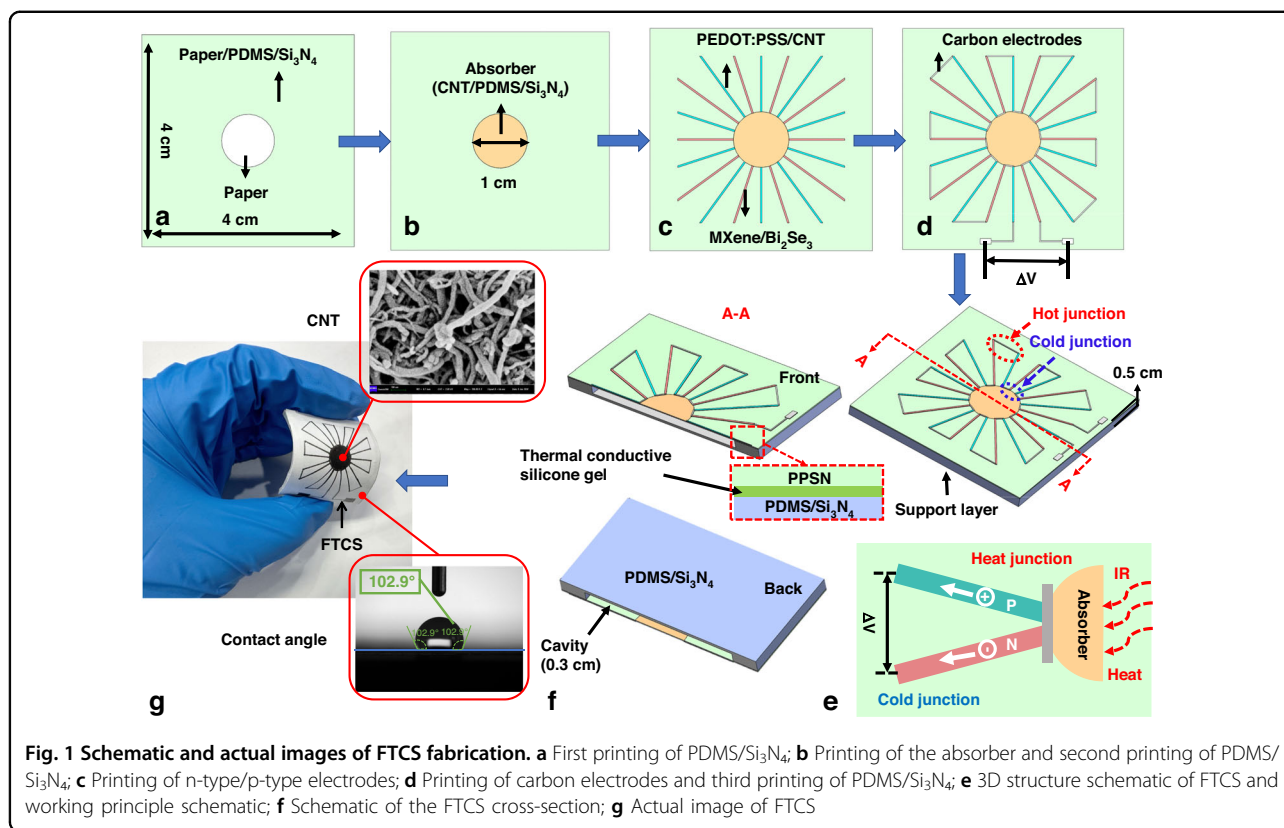 Paper/PDMS/Si₃N₄
4 cm
Paper
4 cm
a
Absorber
(CNT/PDMS/Si₃N₄)
1 cm
b
PEDOT:PSS/CNT
MXene/Bi₂Se₃
c
Carbon electrodes
d
ΔV
CNT
A-A
Front
Hot junction
Cold junction
A
0.5 cm
A
Support layer
Thermal conductive
silicone gel
PPSN
PDMS/Si₃N₄
FTCS
102.9°
102.9° 102.9°
Contact angle
g
PDMS/Si₃N₄
Back
Cavity
(0.3 cm)
f
Heat junction
IR
P
Absorber
ΔV
N
Heat
Cold junction
e
Fig. 1 Schematic and actual images of FTCS fabrication. a First printing of PDMS/Si₃N₄; b Printing of the absorber and second printing of PDMS/
Si₃N₄; c Printing of n-type/p-type electrodes; d Printing of carbon electrodes and third printing of PDMS/Si₃N₄; e 3D structure schematic of FTCS and
working principle schematic; f Schematic of the FTCS cross-section; g Actual image of FTCS